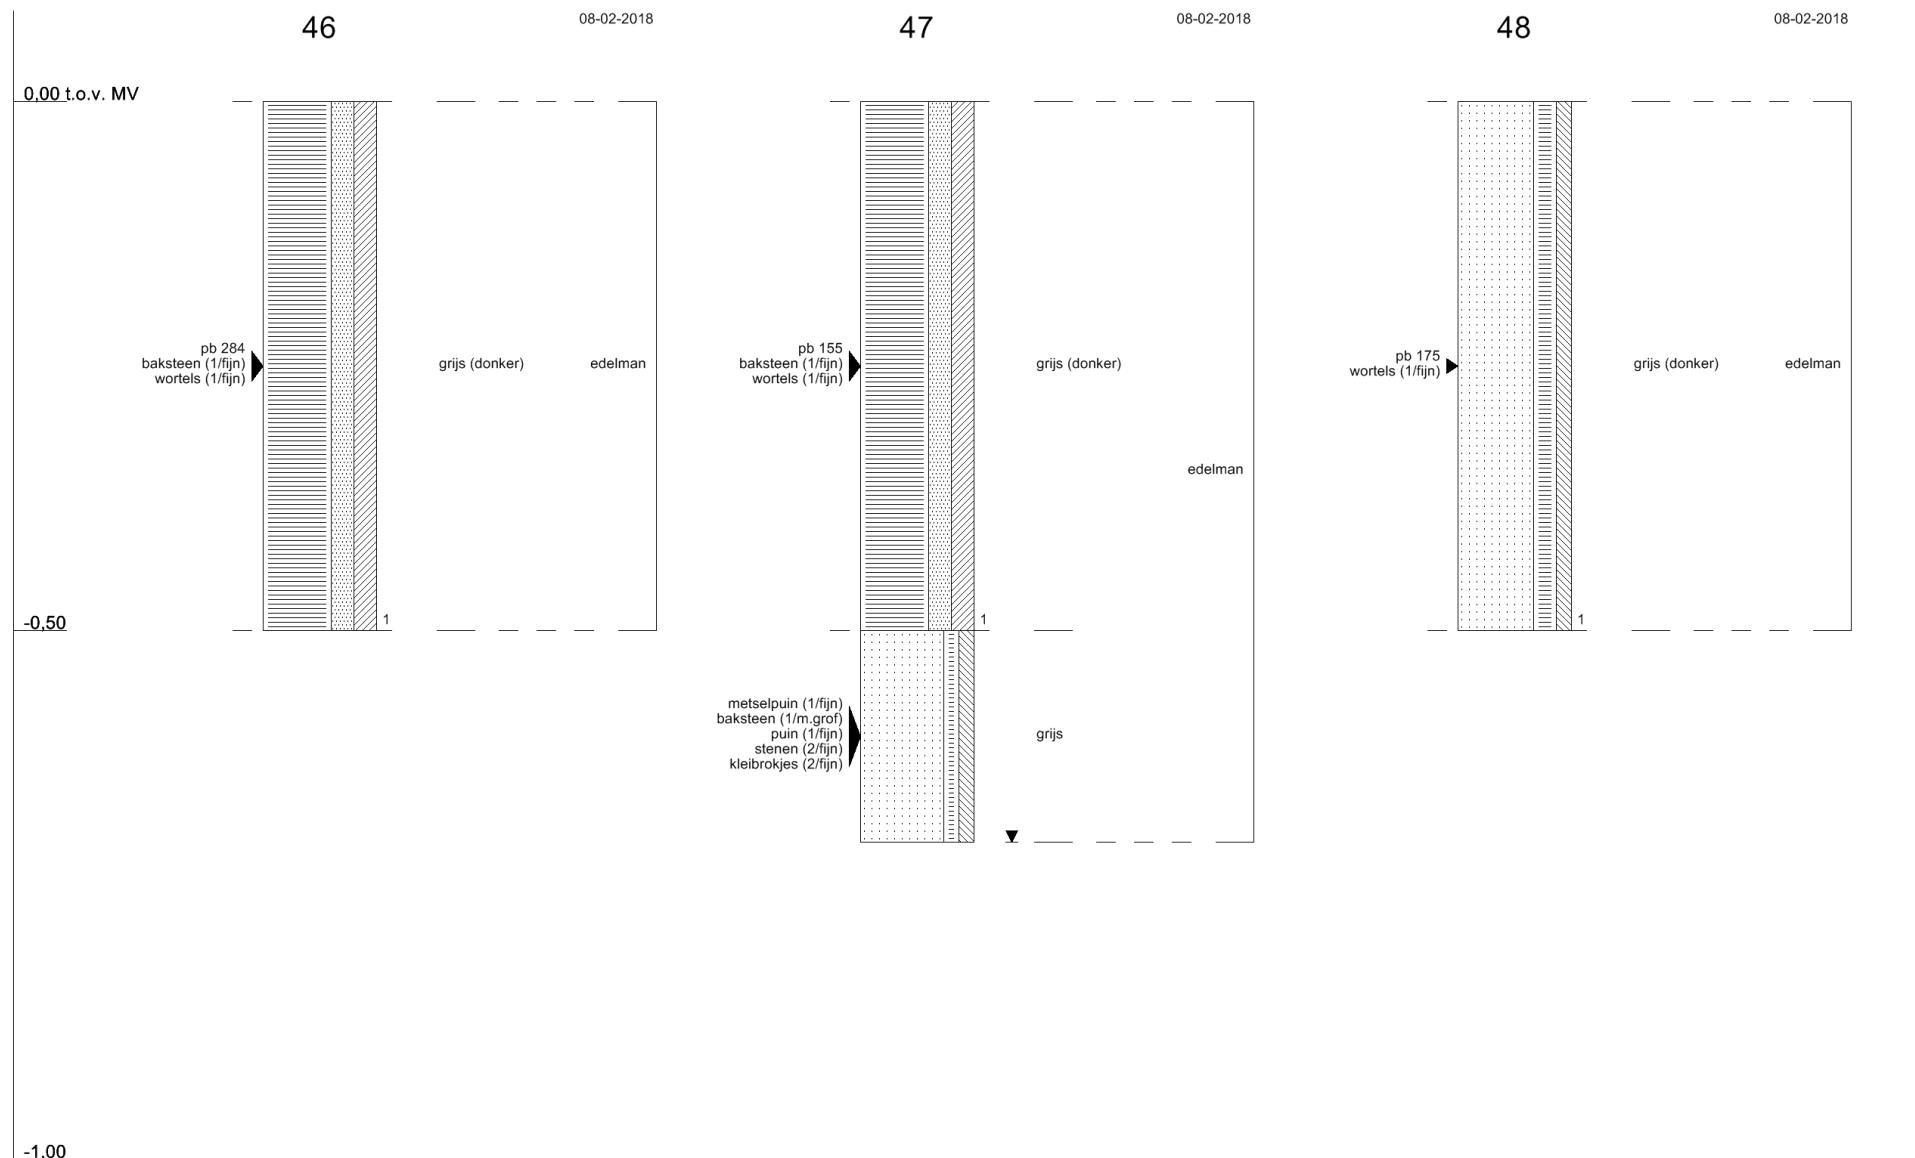 46
08-02-2018
47
08-02-2018
48
08-02-2018
0,00 t.o.v. MV
pb 284
baksteen (1/fijn)
wortels (1/fijn)
grijs (donker)
edelman
1
pb 155
baksteen (1/fijn)
wortels (1/fijn)
grijs (donker)
edelman
1
metselpuin (1/fijn)
baksteen (1/m.grof)
puin (1/fijn)
stenen (2/fijn)
kleibrokjes (2/fijn)
grijs
pb 175
wortels (1/fijn)
grijs (donker)
edelman
1
-0,50
-1,00